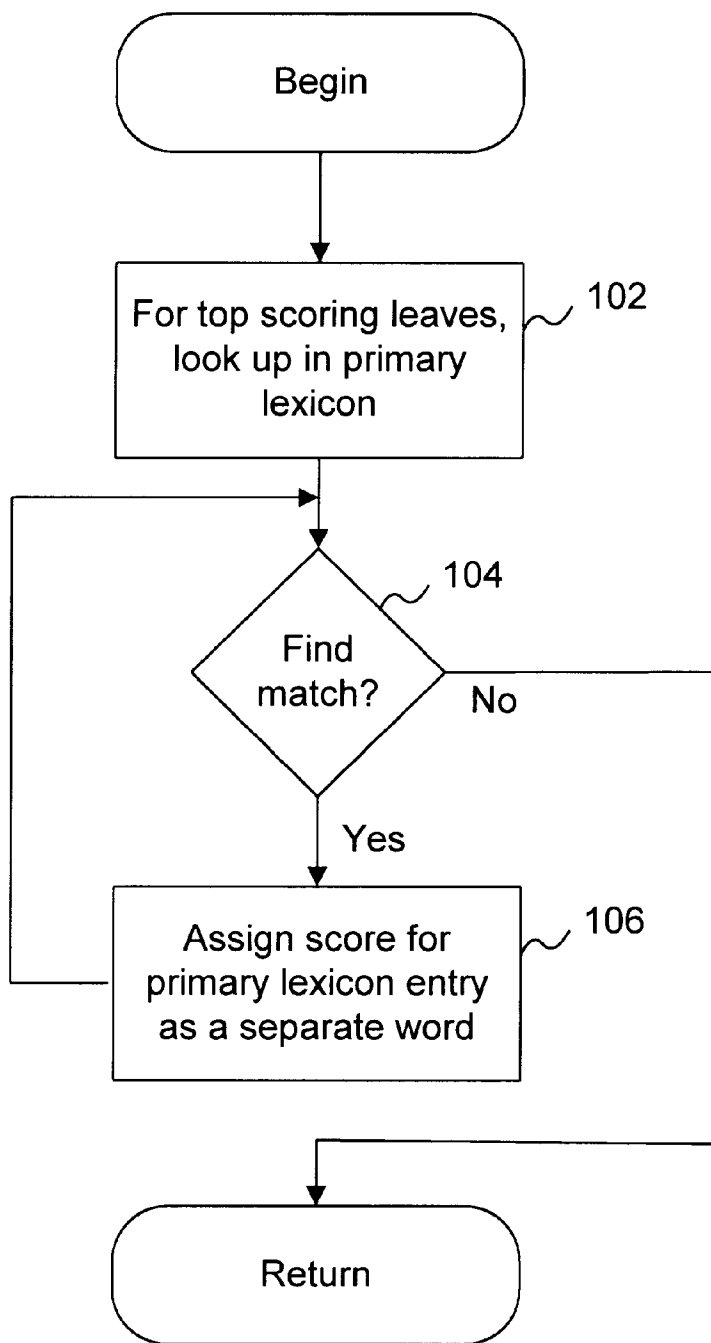 Begin
For top scoring leaves,
look up in primary
lexicon
102
104
Find
match?
No
Yes
Assign score for
primary lexicon entry
as a separate word
106
Return